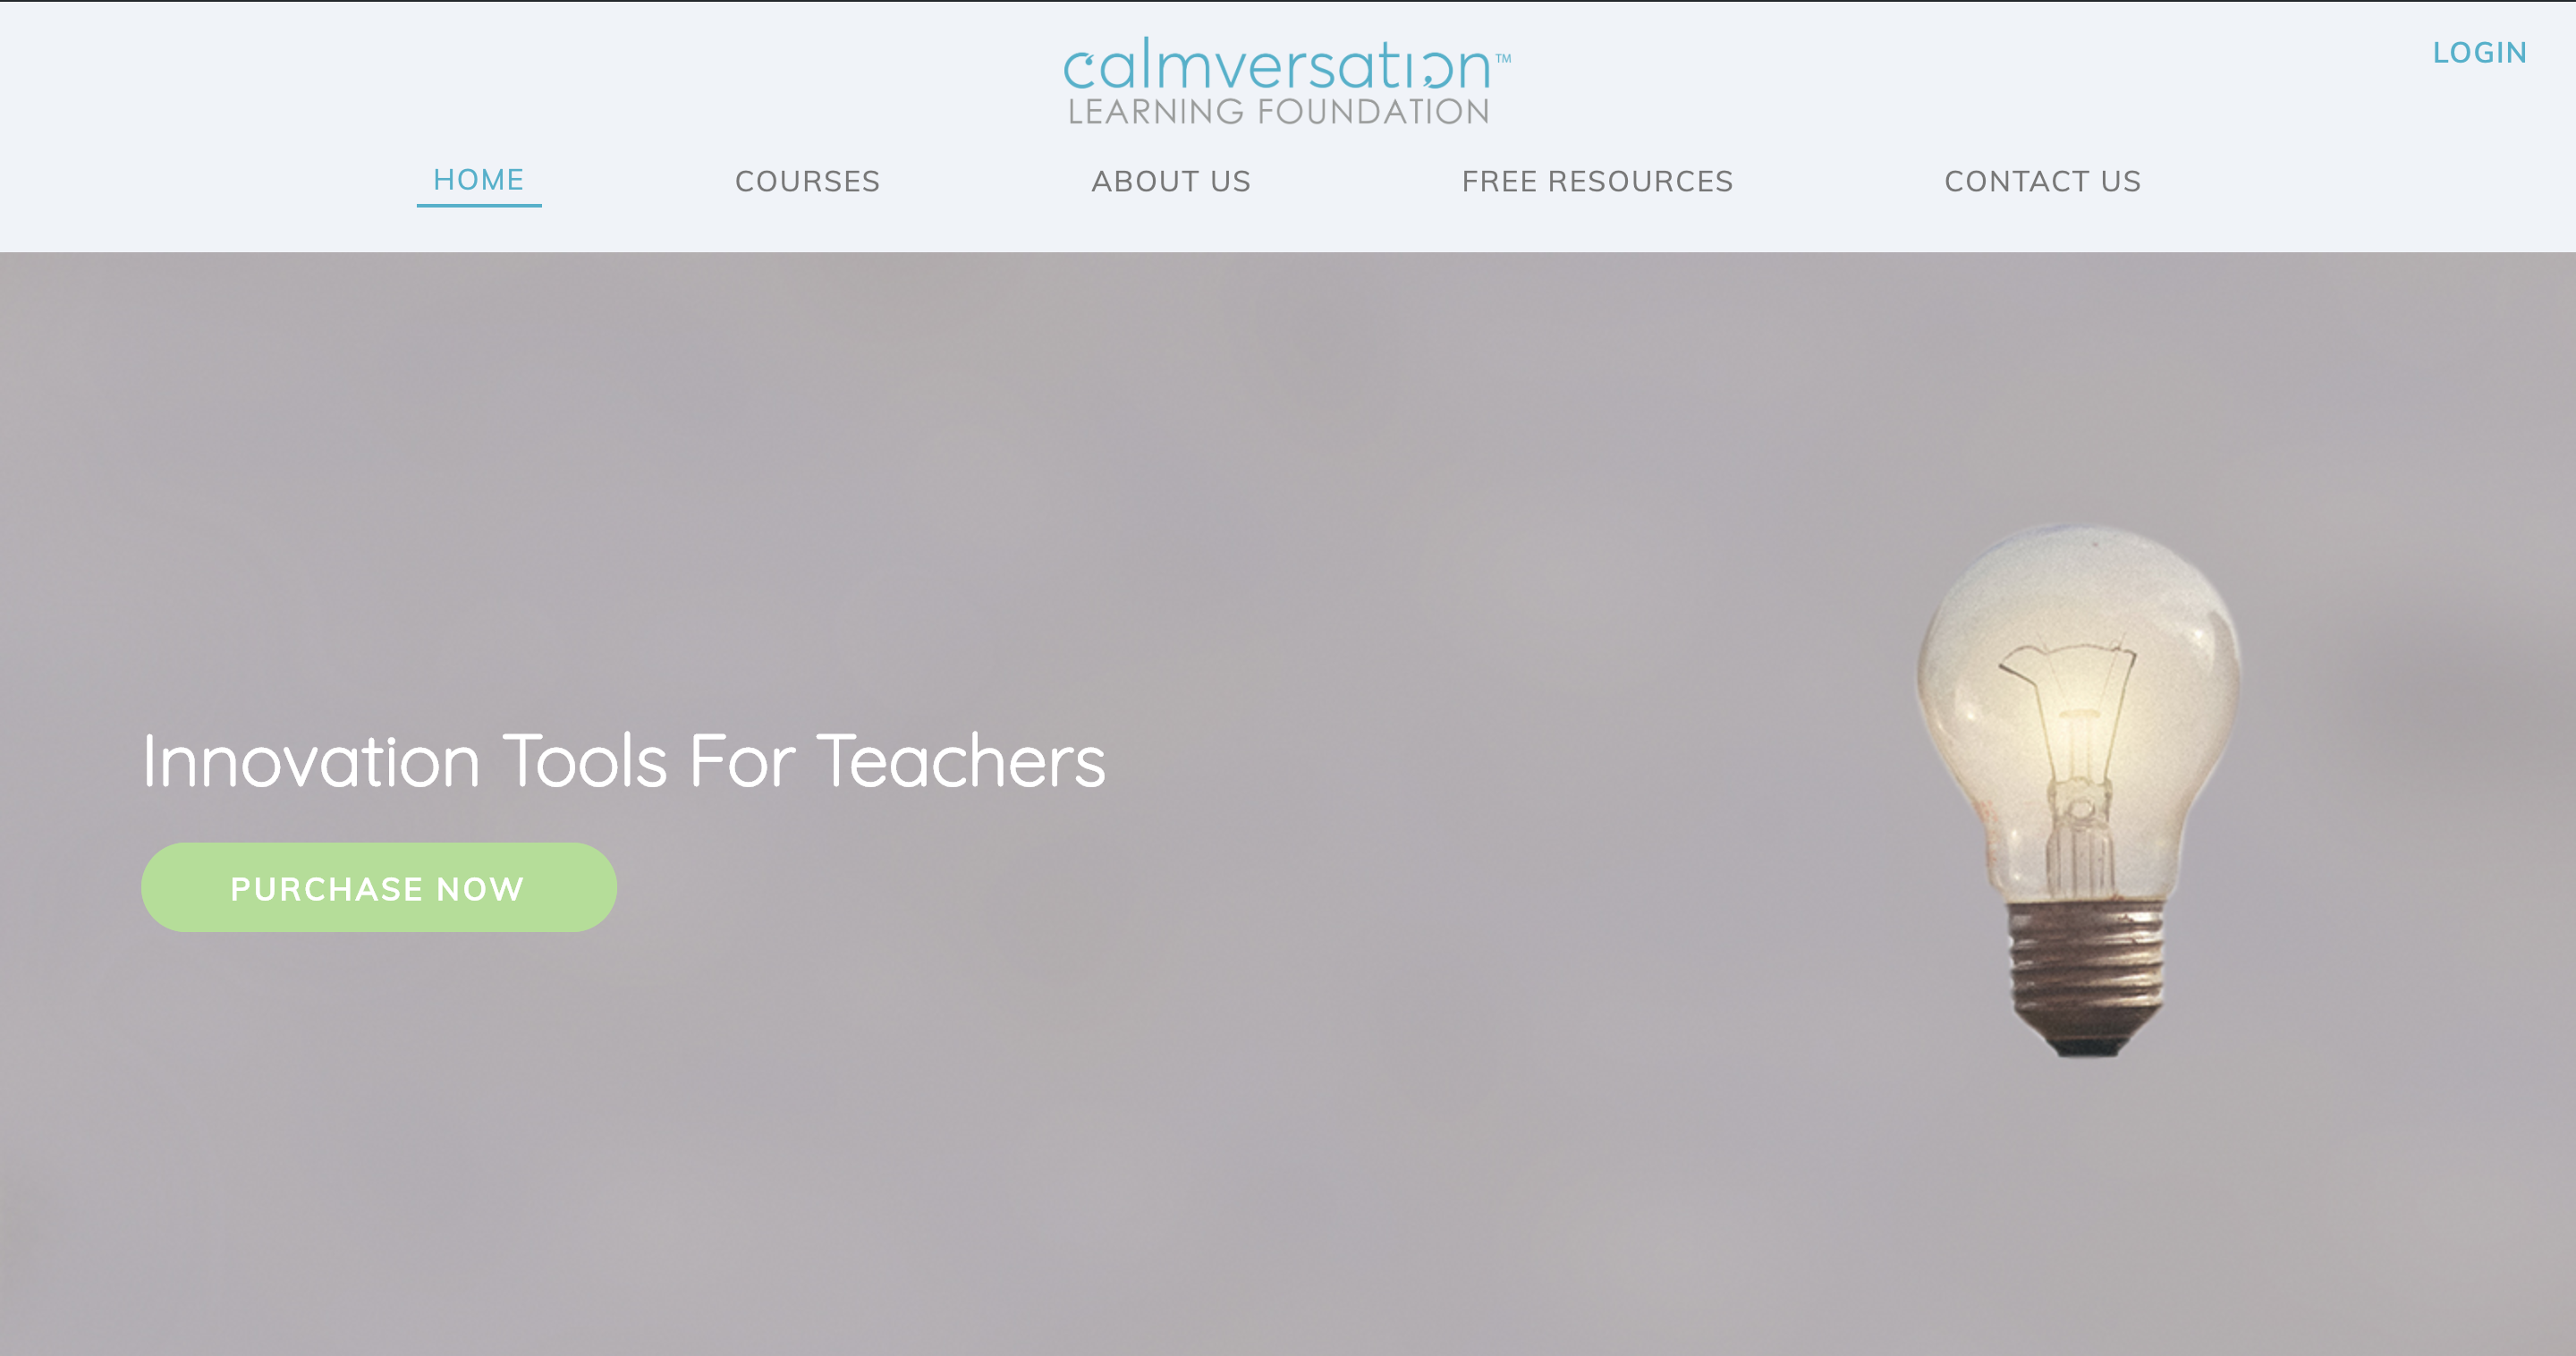 calmversation™
LEARNING FOUNDATION
LOGIN
HOME
COURSES
ABOUT US
FREE RESOURCES
CONTACT US
Innovation Tools For Teachers
PURCHASE NOW